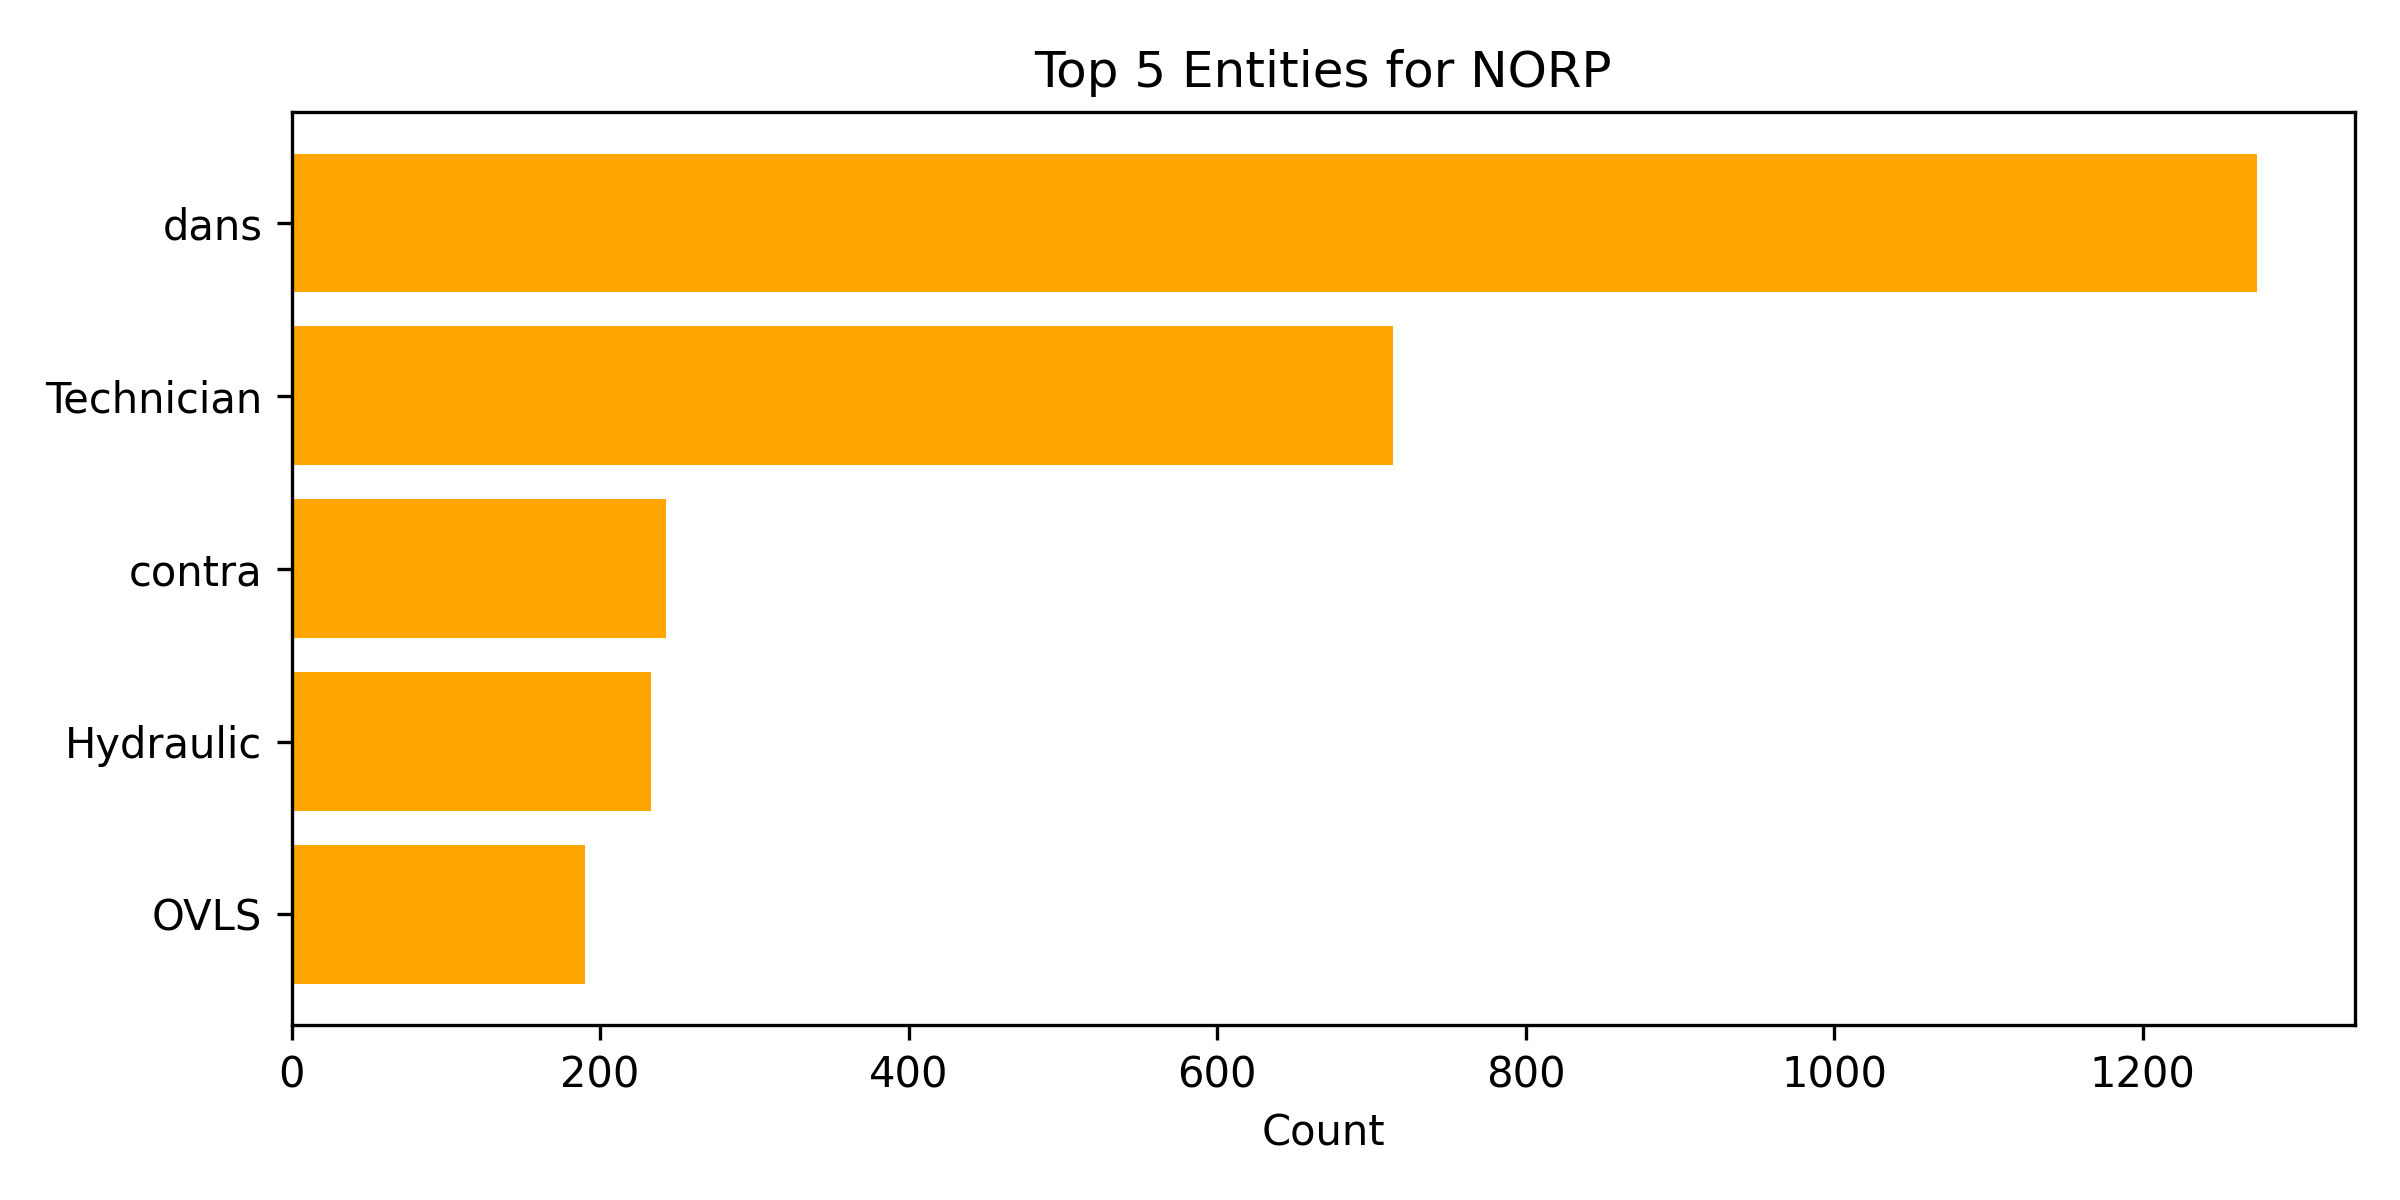 Top 5 Entities for NORP
dans
Technician
contra
Hydraulic
OVLS
0 200 400 600 800 1000 1200
Count